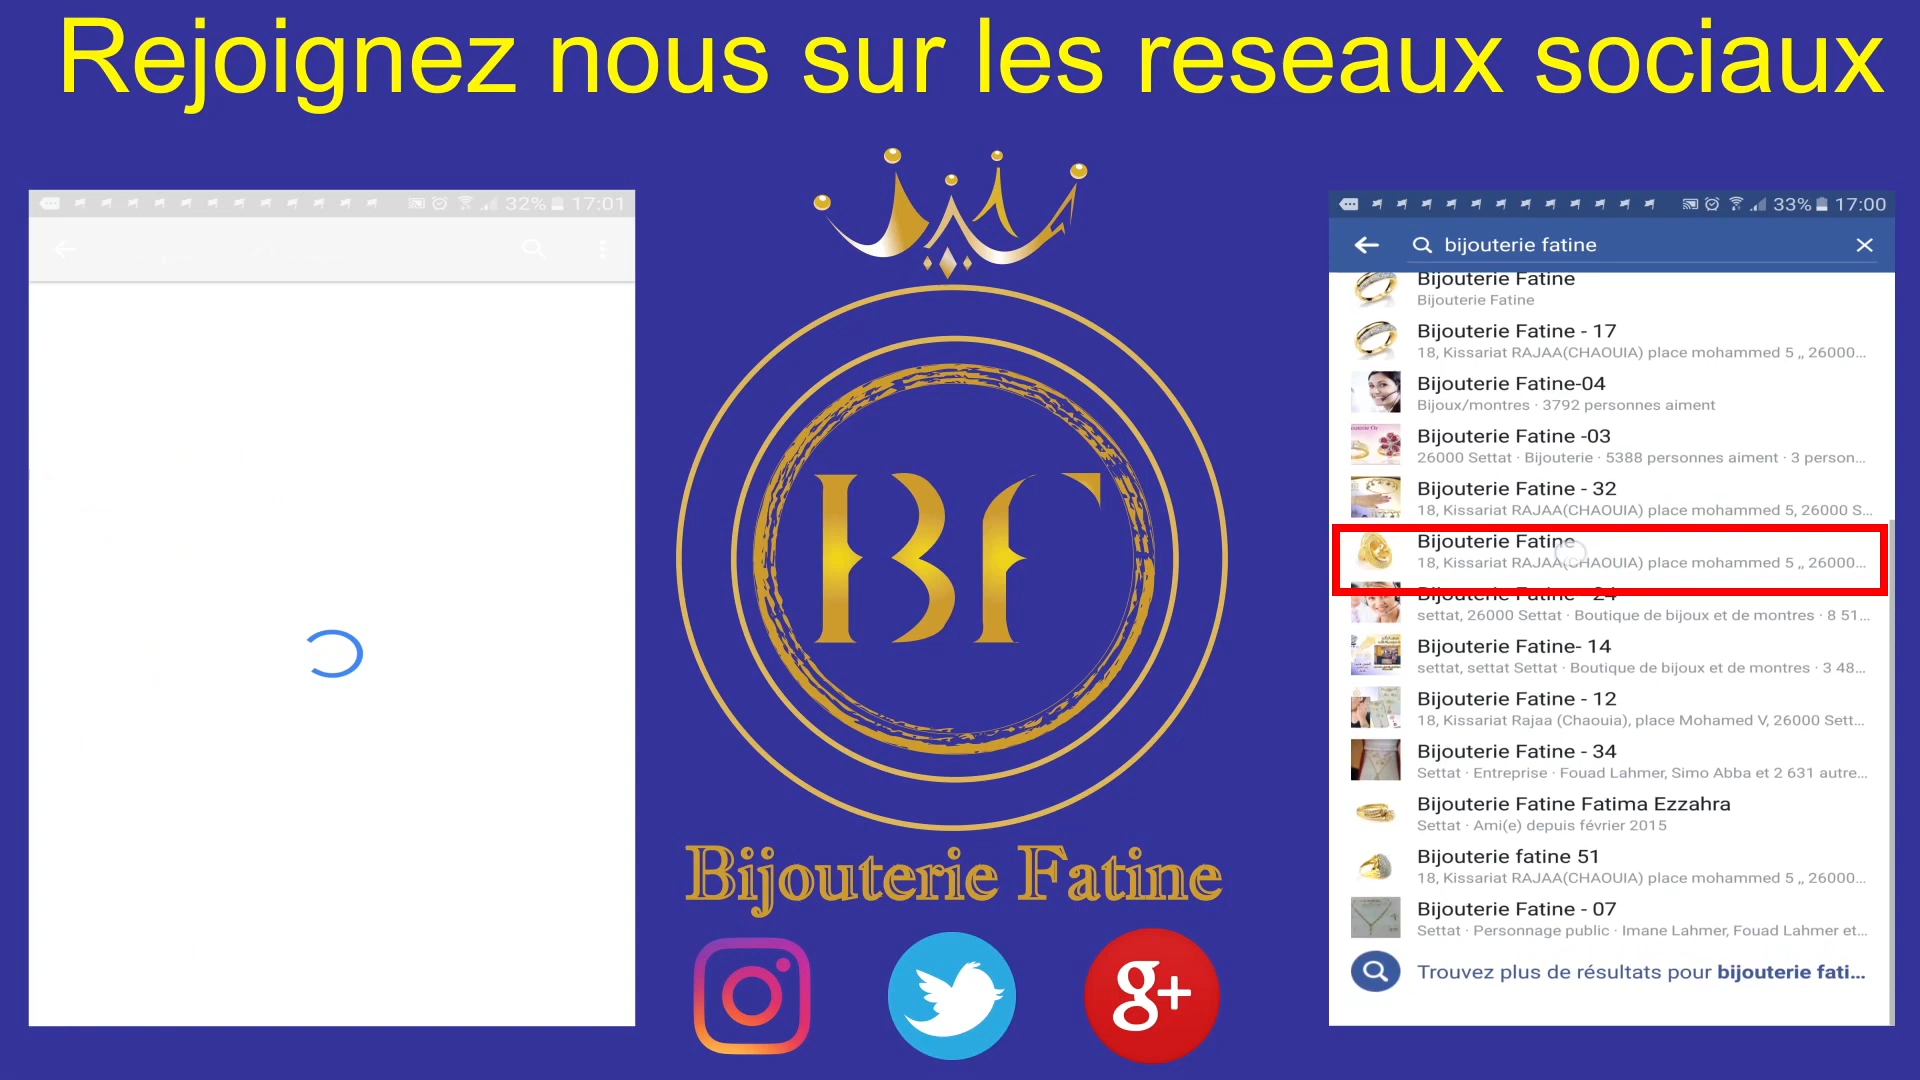 Rejoignez nous sur les reseaux sociaux
32% 17:01
BF
Bijouterie Fatine
g+
33% 17:00
bijouterie fatine
Bijouterie Fatine
Bijouterie Fatine
Bijouterie Fatine - 17
18, Kissariat RAJAA(CHAOUIA) place mohammed 5 ,, 26000...
Bijouterie Fatine-04
Bijoux/montres · 3792 personnes aiment
Bijouterie Fatine -03
26000 Settat · Bijouterie · 5388 personnes aiment · 3 person...
Bijouterie Fatine - 32
18, Kissariat RAJAA(CHAOUIA) place mohammed 5, 26000 S...
Bijouterie Fatine
18, Kissariat RAJAA(CHAOUIA) place mohammed 5 ,, 26000...
Bijouterie Fatine - 24
settat, 26000 Settat · Boutique de bijoux et de montres · 8 51...
Bijouterie Fatine- 14
settat, settat Settat · Boutique de bijoux et de montres · 3 48...
Bijouterie Fatine - 12
18, Kissariat Rajaa (Chaouia), place Mohamed V, 26000 Sett...
Bijouterie Fatine - 34
Settat · Entreprise · Fouad Lahmer, Simo Abba et 2 631 autre...
Bijouterie Fatine Fatima Ezzahra
Settat · Ami(e) depuis février 2015
Bijouterie fatine 51
18, Kissariat RAJAA(CHAOUIA) place mohammed 5 ,, 26000...
Bijouterie Fatine - 07
Settat · Personnage public · Imane Lahmer, Fouad Lahmer et...
Trouvez plus de résultats pour bijouterie fati...